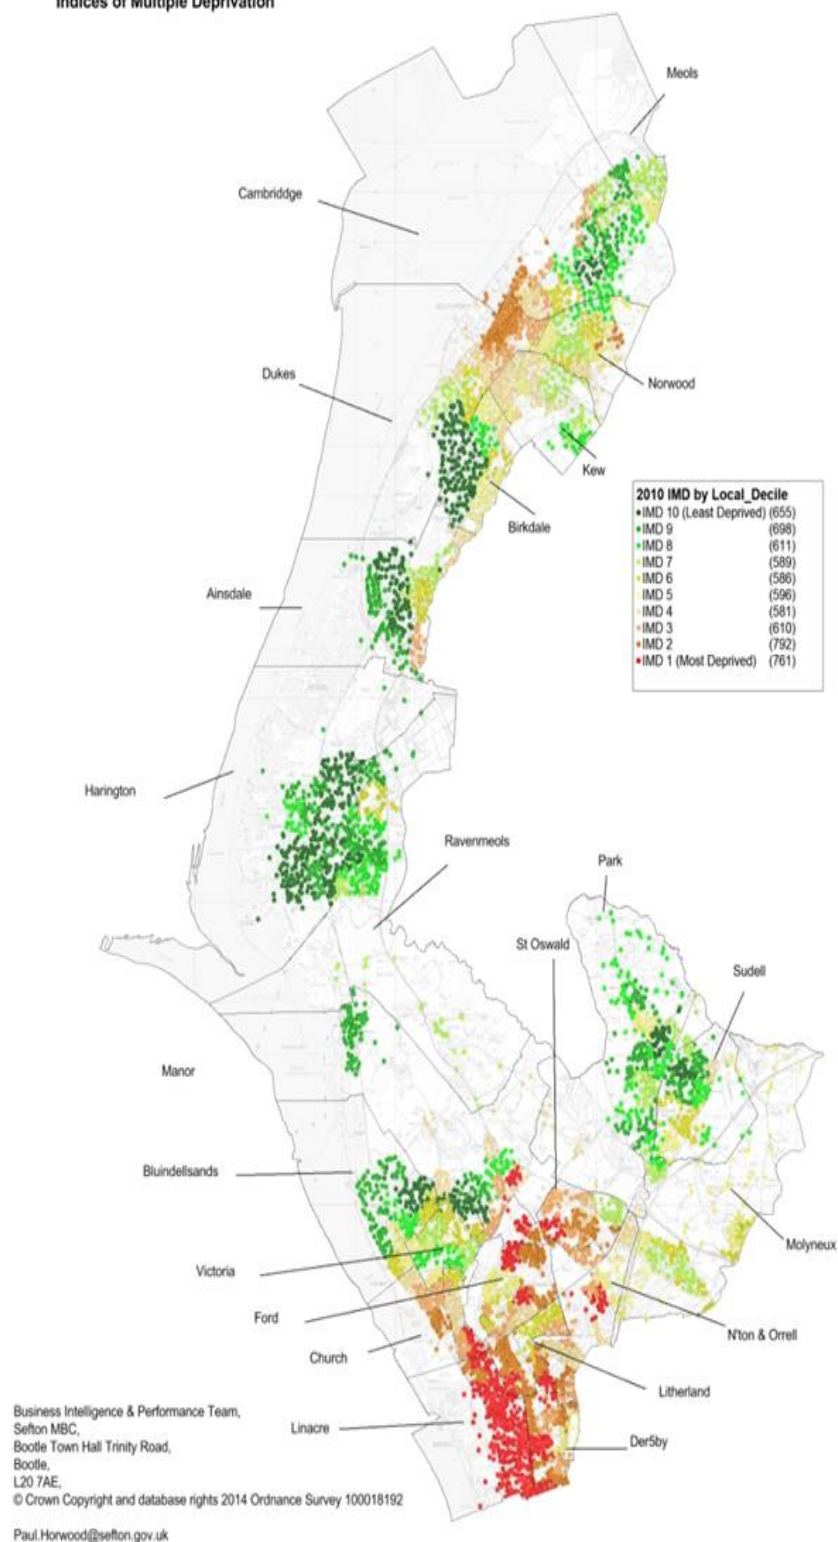 Indices of Multiple Deprivation
Meols
Cambriddge
Dukes
Norwood
Kew
2010 IMD by Local_Decile
IMD 10 (Least Deprived) (655)
IMD 9 (698)
IMD 8 (611)
IMD 7 (589)
IMD 6 (586)
IMD 5 (596)
IMD 4 (581)
IMD 3 (610)
IMD 2 (792)
IMD 1 (Most Deprived) (761)
Birkdale
Ainsdale
Harington
Ravenmeols
Park
St Oswald
Sudell
Manor
Bluindellsands
Molyneux
Victoria
Ford
N'ton & Orrell
Church
Litherland
Linacre
Der5by
Business Intelligence & Performance Team,
Sefton MBC,
Bootle Town Hall Trinity Road,
Bootle,
L20 7AE,
© Crown Copyright and database rights 2014 Ordnance Survey 100018192
Paul.Horwood@sefton.gov.uk